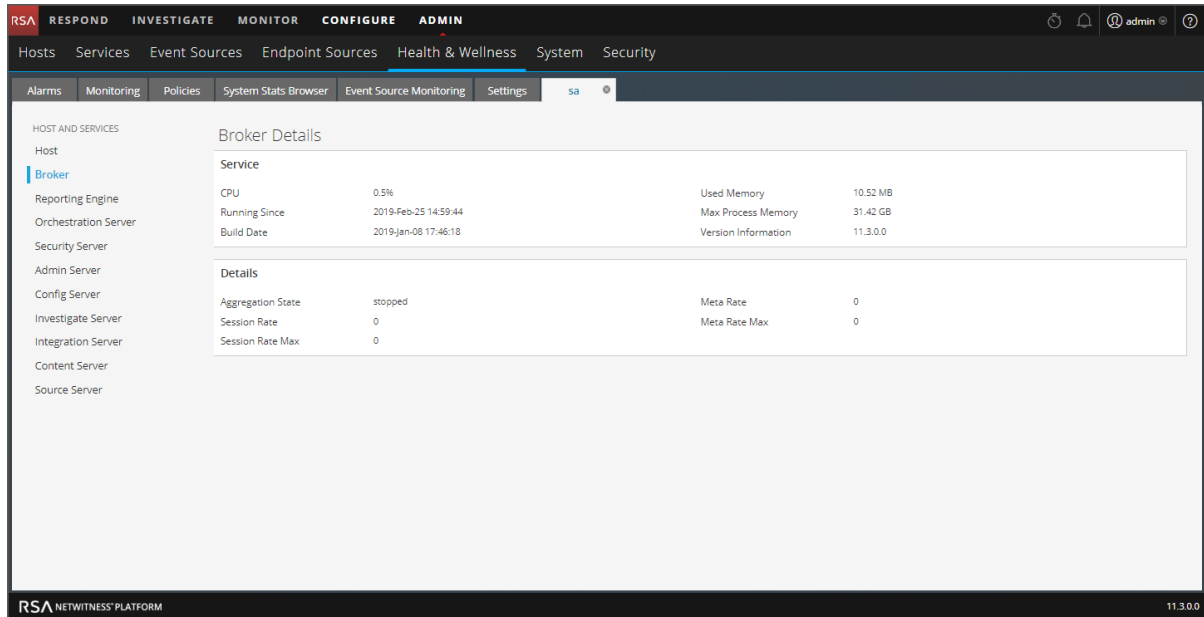 RSA RESPOND INVESTIGATE MONITOR CONFIGURE ADMIN admin
Hosts Services Event Sources Endpoint Sources Health & Wellness System Security
Alarms Monitoring Policies System Stats Browser Event Source Monitoring Settings sa
HOST AND SERVICES
Host
Broker
Reporting Engine
Orchestration Server
Security Server
Admin Server
Config Server
Investigate Server
Integration Server
Content Server
Source Server
Broker Details
Service
CPU 0.5% Used Memory 10.52 MB
Running Since 2019-Feb-25 14:59:44 Max Process Memory 31.42 GB
Build Date 2019-Jan-08 17:46:18 Version Information 11.3.0.0
Details
Aggregation State stopped Meta Rate 0
Session Rate 0 Meta Rate Max 0
Session Rate Max 0
RSA NETWITNESS® PLATFORM 11.3.0.0